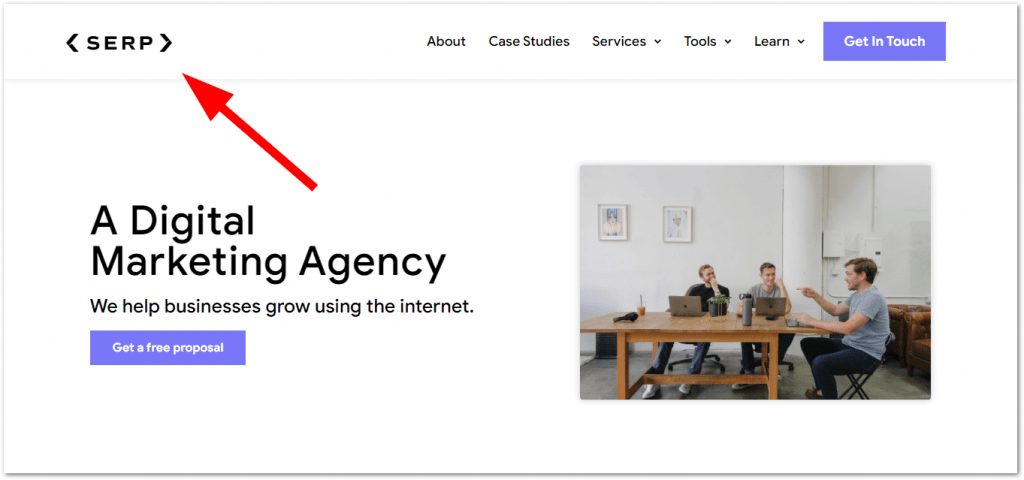 SERP
About
Case Studies
Services
Tools
Learn
Get In Touch
A Digital
Marketing Agency
We help businesses grow using the internet.
Get a free proposal